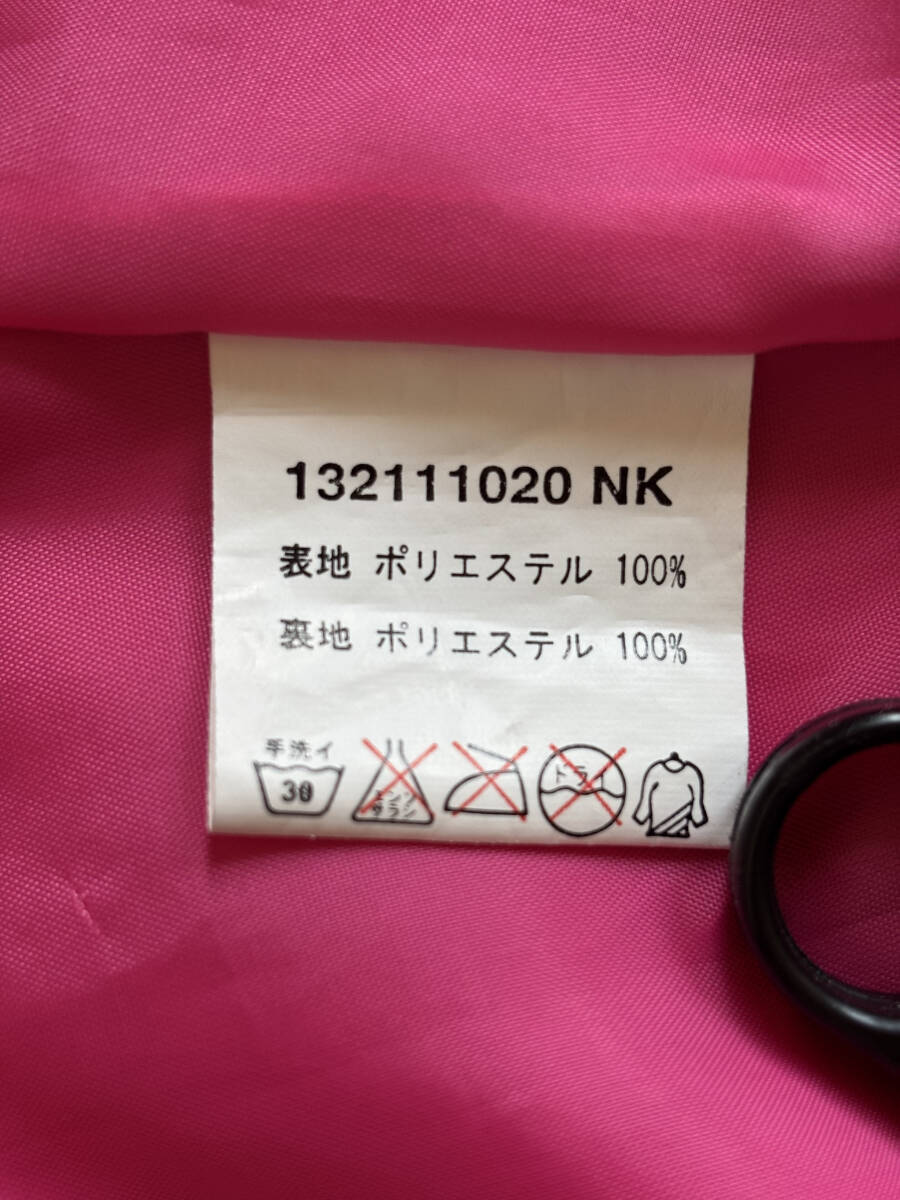 132111020 NK
表地 ポリエステル 100%
裏地 ポリエステル 100%
手洗イ
30
エンソ
サラシ
ドライ